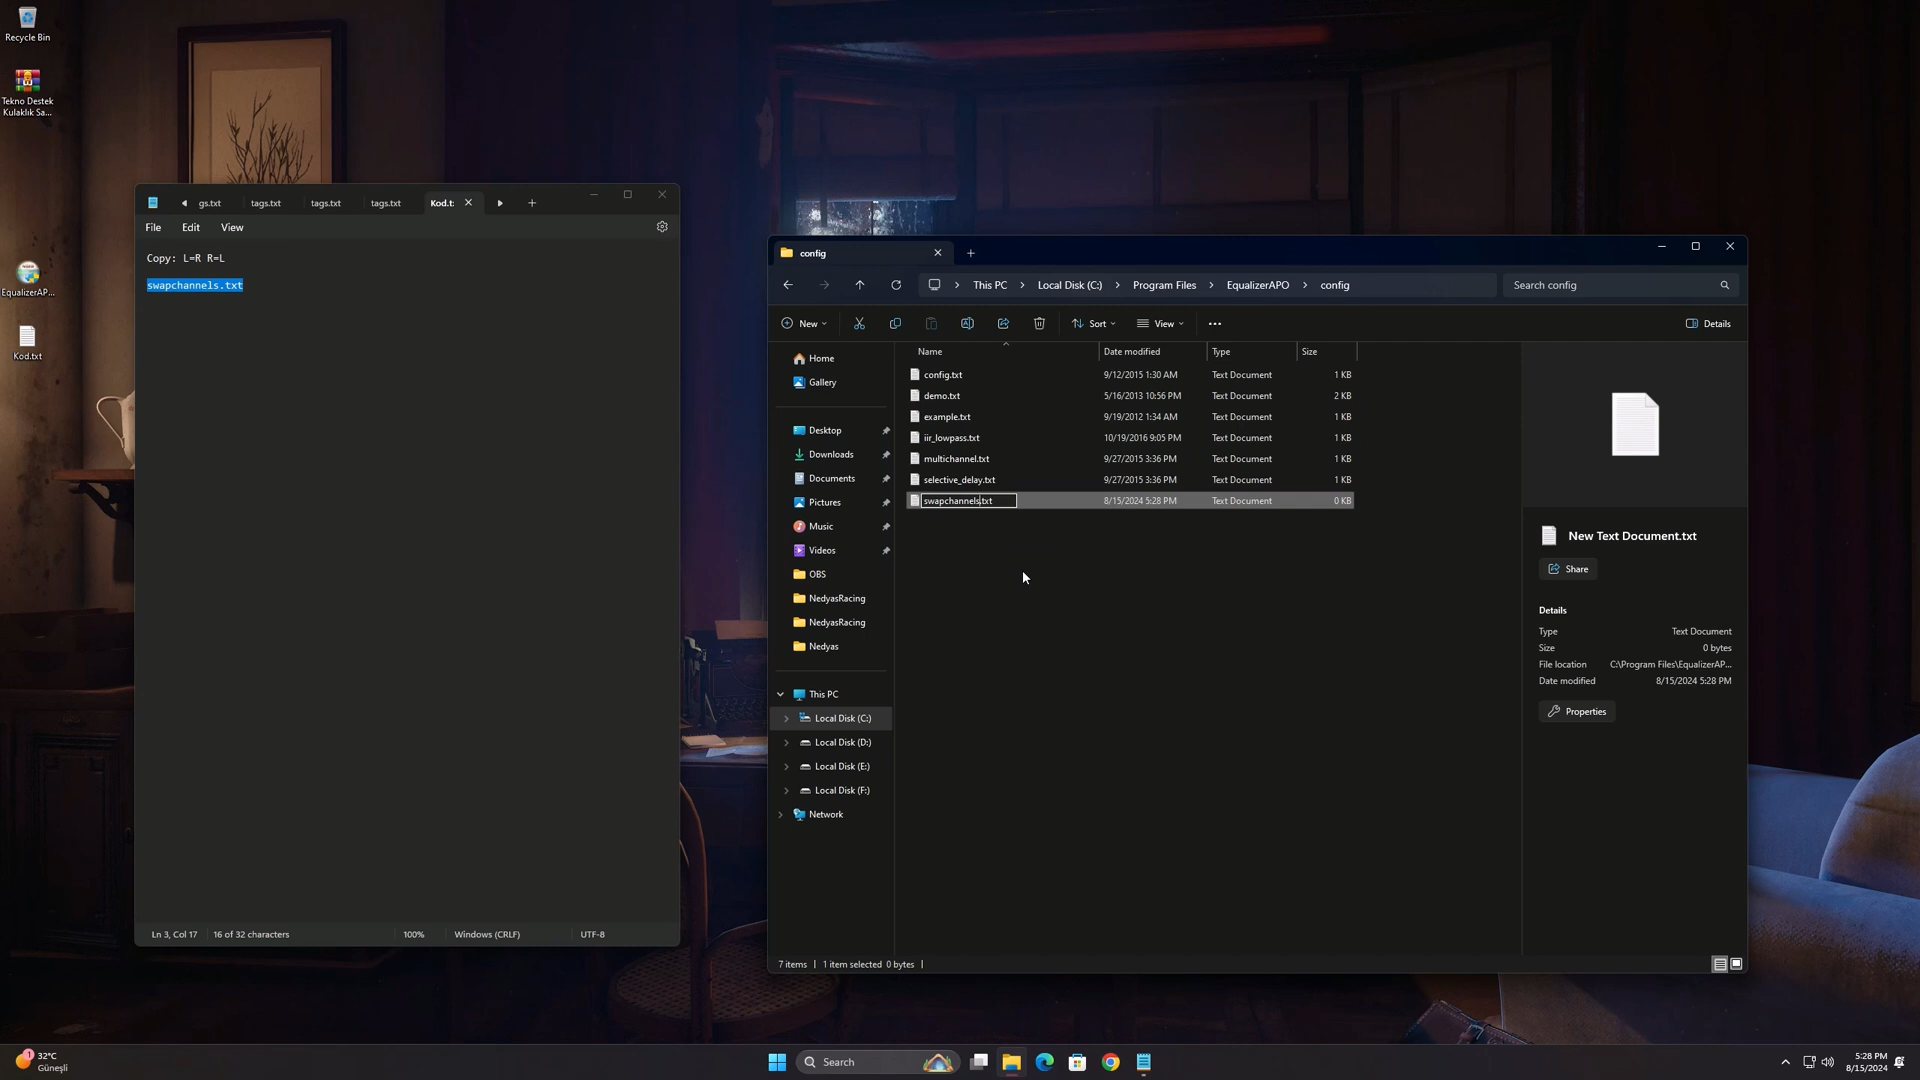 Recycle Bin
Tekno Destek
Kulaklık Sa...
EqualizerAP...
Kod.txt
gs.txt
tags.txt
tags.txt
tags.txt
Kod.t:
File
Edit
View
Copy: L=R R=L
swapchannels.txt
Ln 3, Col 17
16 of 32 characters
100%
Windows (CRLF)
UTF-8
config
This PC
Local Disk (C:)
Program Files
EqualizerAPO
config
Search config
New
Sort
View
Details
Home
Gallery
Desktop
Downloads
Documents
Pictures
Music
Videos
OBS
NedyasRacing
NedyasRacing
Nedyas
This PC
Local Disk (C:)
Local Disk (D:)
Local Disk (E:)
Local Disk (F:)
Network
Name Date modified Type Size
config.txt 9/12/2015 1:30 AM Text Document 1 KB
demo.txt 5/16/2013 10:56 PM Text Document 2 KB
example.txt 9/19/2012 1:34 AM Text Document 1 KB
iir_lowpass.txt 10/19/2016 9:05 PM Text Document 1 KB
multichannel.txt 9/27/2015 3:36 PM Text Document 1 KB
selective_delay.txt 9/27/2015 3:36 PM Text Document 1 KB
swapchannels.txt 8/15/2024 5:28 PM Text Document 0 KB
New Text Document.txt
Share
Details
Type Text Document
Size 0 bytes
File location C:\Program Files\EqualizerAP...
Date modified 8/15/2024 5:28 PM
Properties
7 items
1 item selected 0 bytes
1
32°C
Güneşli
Search
5:28 PM
8/15/2024